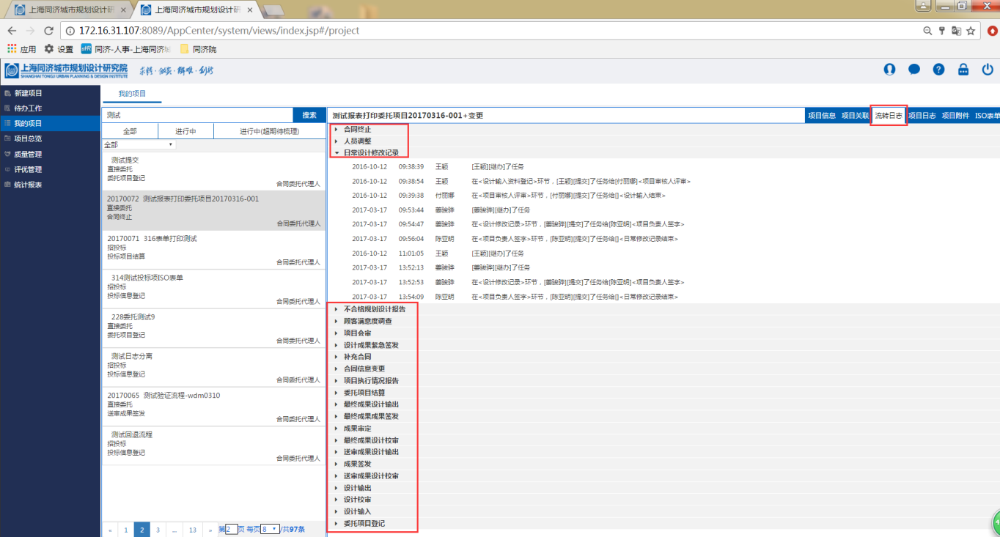 上海同济城市规划设计研
上海同济城市规划设计研
172.16.31.107:8089/AppCenter/system/views/index.jsp#/project
应用
设置
同济-人事-上海同济城
同济院
上海同济城市规划设计研究院
SHANGHAI TONGJI URBAN PLANNING & DESIGN INSTITUTE
新建项目
待办工作
我的项目
项目总览
质量管理
评优管理
统计报表
我的项目
测试
搜索
全部
进行中
进行中(超期待梳理)
全部
测试提交
直接委托
委托项目登记
合同委托代理人
20170072 测试报表打印委托项目20170316-001
直接委托
合同终止
合同委托代理人
20170071 316表单打印测试
招投标
投标项目结算
合同委托代理人
314测试投标项ISO表单
招投标
投标信息登记
合同委托代理人
228委托测试9
直接委托
委托项目登记
合同委托代理人
测试日志分离
招投标
投标信息登记
合同委托代理人
20170065 测试验证流程-wdm0310
直接委托
送审成果签发
合同委托代理人
测试回退流程
招投标
投标信息登记
合同委托代理人
« 1 2 3 ... 13 » 第2页 每页8 /共97条
测试报表打印委托项目20170316-001+变更
项目信息 项目关联 流转日志 项目日志 项目附件 ISO表单
合同终止
人员调整
日常设计修改记录
2016-10-12 09:38:39 王颖 [王颖][继办]了任务
2016-10-12 09:38:54 王颖 在<设计输入资料登记>环节，[王颖][提交]了任务给[付丽娜]<项目审核人评审>
2016-10-12 09:39:38 付丽娜 在<项目审核人评审>环节，[付丽娜][提交]了任务给[]<设计输入结束>
2017-03-17 09:53:44 姜骏骅 [姜骏骅][继办]了任务
2017-03-17 09:54:47 姜骏骅 在<设计修改记录>环节，[姜骏骅][提交]了任务给[陈亚明]<项目负责人签字>
2017-03-17 09:56:04 陈亚明 在<项目负责人签字>环节，[陈亚明][提交]了任务给[]<日常修改记录结束>
2016-10-12 11:01:05 王颖 [王颖][继办]了任务
2017-03-17 13:52:13 姜骏骅 [姜骏骅][继办]了任务
2017-03-17 13:52:53 姜骏骅 在<设计修改记录>环节，[姜骏骅][提交]了任务给[陈亚明]<项目负责人签字>
2017-03-17 13:54:09 陈亚明 在<项目负责人签字>环节，[陈亚明][提交]了任务给[]<日常修改记录结束>
不合格规划设计报告
顾客满意度调查
项目会审
设计成果紧急签发
补充合同
合同信息变更
项目执行情况报告
委托项目结算
最终成果设计输出
最终成果成果签发
成果审定
最终成果设计校审
送审成果设计输出
成果签发
送审成果设计校审
设计输出
设计校审
设计输入
委托项目登记